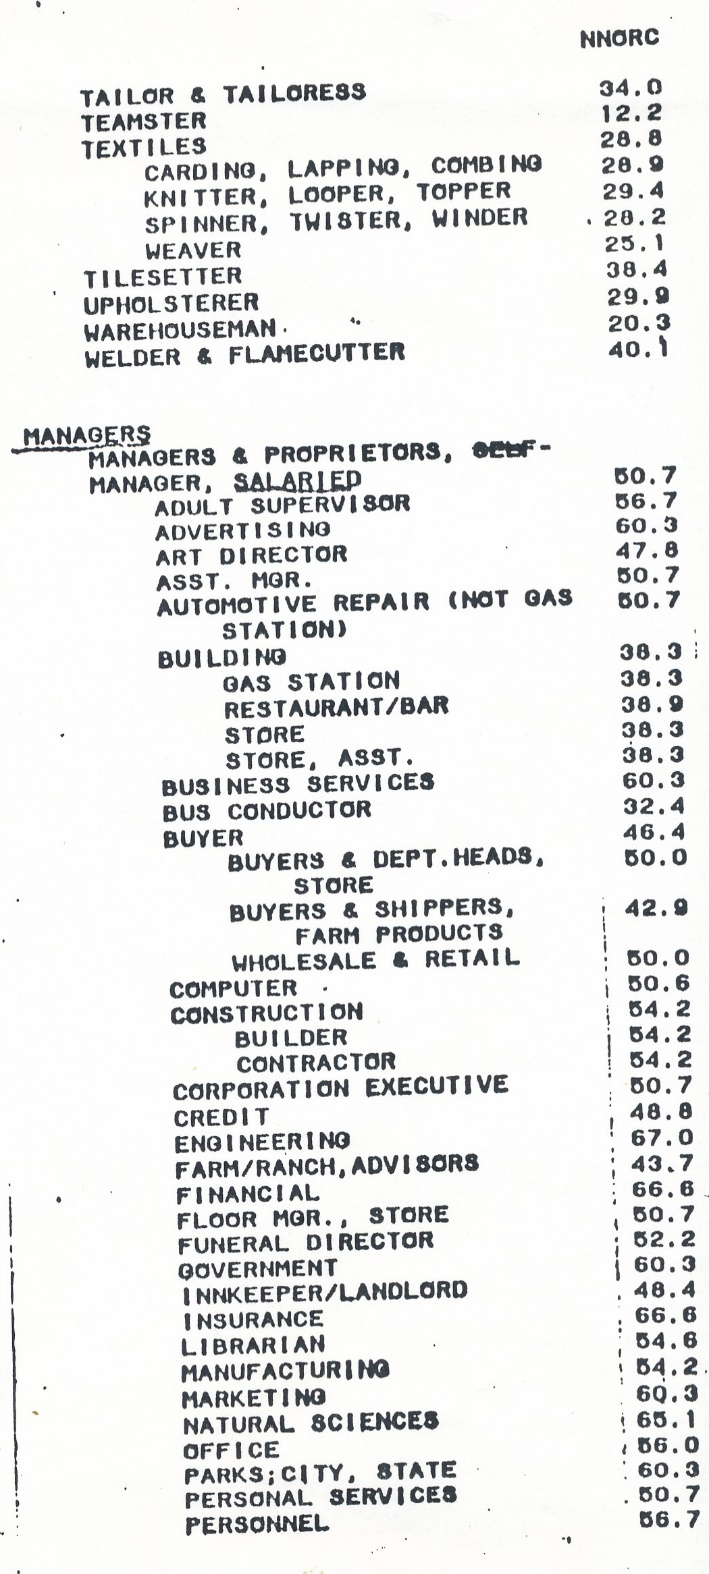 NNORC
TAILOR & TAILORESS 34.0
TEAMSTER 12.2
TEXTILES 28.8
CARDING, LAPPING, COMBING 28.9
KNITTER, LOOPER, TOPPER 29.4
SPINNER, TWISTER, WINDER 28.2
WEAVER 25.1
TILESETTER 38.4
UPHOLSTERER 29.9
WAREHOUSEMAN 20.3
WELDER & FLAMECUTTER 40.1
MANAGERS
MANAGERS & PROPRIETORS, SELF-
MANAGER, SALARIED 50.7
ADULT SUPERVISOR 56.7
ADVERTISING 60.3
ART DIRECTOR 47.8
ASST. MGR. 50.7
AUTOMOTIVE REPAIR (NOT GAS 50.7
STATION)
BUILDING 38.3
GAS STATION 38.3
RESTAURANT/BAR 38.9
STORE 38.3
STORE, ASST. 38.3
BUSINESS SERVICES 60.3
BUS CONDUCTOR 32.4
BUYER 46.4
BUYERS & DEPT.HEADS, 50.0
STORE
BUYERS & SHIPPERS, 42.9
FARM PRODUCTS
WHOLESALE & RETAIL 50.0
COMPUTER 50.6
CONSTRUCTION 54.2
BUILDER 54.2
CONTRACTOR 54.2
CORPORATION EXECUTIVE 50.7
CREDIT 48.8
ENGINEERING 67.0
FARM/RANCH,ADVISORS 43.7
FINANCIAL 66.6
FLOOR MGR., STORE 50.7
FUNERAL DIRECTOR 52.2
GOVERNMENT 60.3
INNKEEPER/LANDLORD 48.4
INSURANCE 66.6
LIBRARIAN 54.6
MANUFACTURING 54.2
MARKETING 60.3
NATURAL SCIENCES 65.1
OFFICE 56.0
PARKS;CITY, STATE 60.3
PERSONAL SERVICES 50.7
PERSONNEL 56.7